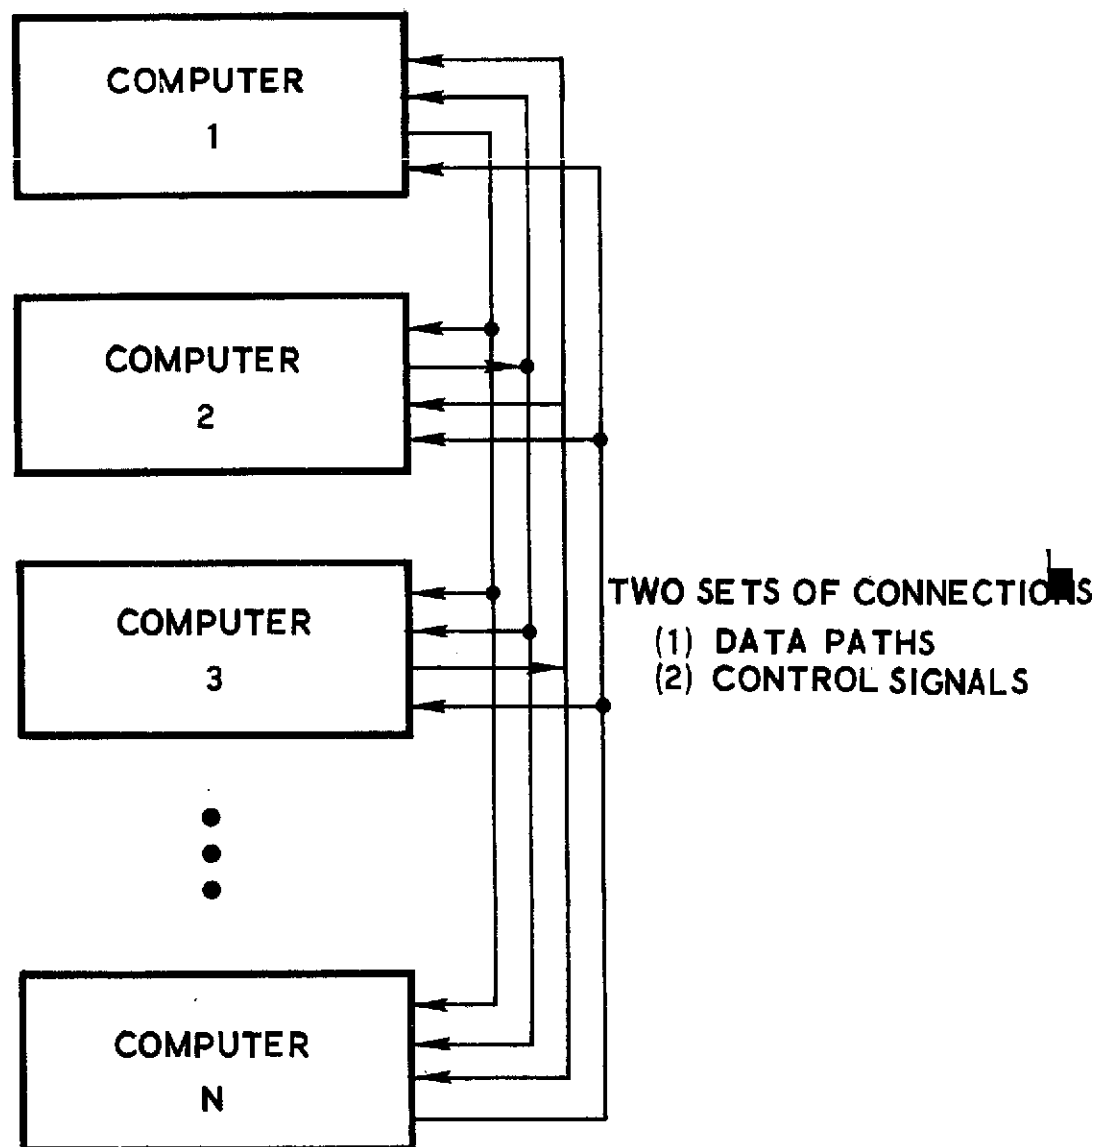 COMPUTER
1
COMPUTER
2
COMPUTER
3
TWO SETS OF CONNECTIONS
(1) DATA PATHS
(2) CONTROL SIGNALS
COMPUTER
N